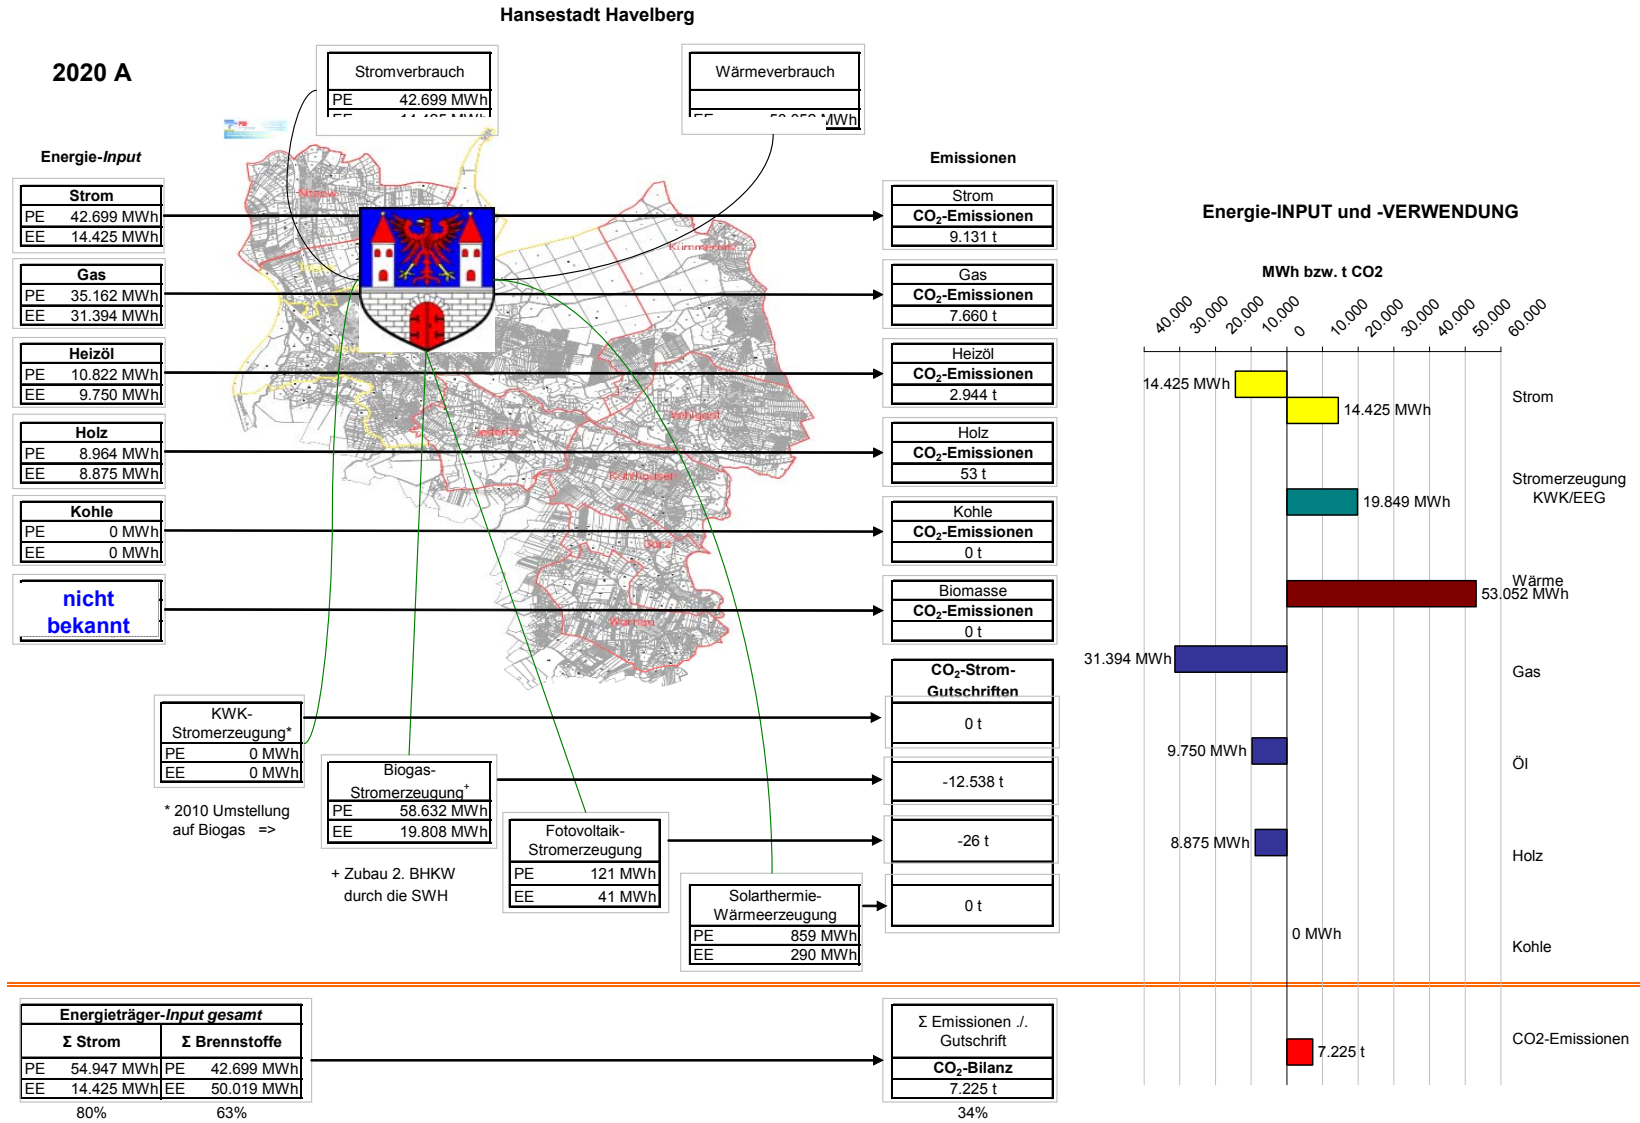 Hansestadt Havelberg
2020 A
Stromverbrauch
PE 42.699 MWh
Wärmeverbrauch
MWh
Energie-Input
Emissionen
Strom
PE 42.699 MWh
EE 14.425 MWh
Strom
CO₂-Emissionen
9.131 t
Gas
PE 35.162 MWh
EE 31.394 MWh
Gas
CO₂-Emissionen
7.660 t
Heizöl
PE 10.822 MWh
EE 9.750 MWh
Heizöl
CO₂-Emissionen
2.944 t
Holz
PE 8.964 MWh
EE 8.875 MWh
Holz
CO₂-Emissionen
53 t
Kohle
PE 0 MWh
EE 0 MWh
Kohle
CO₂-Emissionen
0 t
nicht
bekannt
Biomasse
CO₂-Emissionen
0 t
CO₂-Strom-
Gutschriften
KWK-
Stromerzeugung*
PE 0 MWh
EE 0 MWh
0 t
* 2010 Umstellung
auf Biogas =>
Biogas-
Stromerzeugung⁺
PE 58.632 MWh
EE 19.808 MWh
-12.538 t
+ Zubau 2. BHKW
durch die SWH
Fotovoltaik-
Stromerzeugung
PE 121 MWh
EE 41 MWh
-26 t
Solarthermie-
Wärmeerzeugung
PE 859 MWh
EE 290 MWh
0 t
Energieträger-Input gesamt
Σ Strom Σ Brennstoffe
PE 54.947 MWh PE 42.699 MWh
EE 14.425 MWh EE 50.019 MWh
80% 63%
Σ Emissionen ./.
Gutschrift
CO₂-Bilanz
7.225 t
34%
Energie-INPUT und -VERWENDUNG
MWh bzw. t CO2
40.000 30.000 20.000 10.000 0 10.000 20.000 30.000 40.000 50.000 60.000
14.425 MWh
14.425 MWh
Strom
19.849 MWh
Stromerzeugung
KWK/EEG
Wärme
53.052 MWh
31.394 MWh
Gas
9.750 MWh
Öl
8.875 MWh
Holz
0 MWh
Kohle
7.225 t
CO2-Emissionen